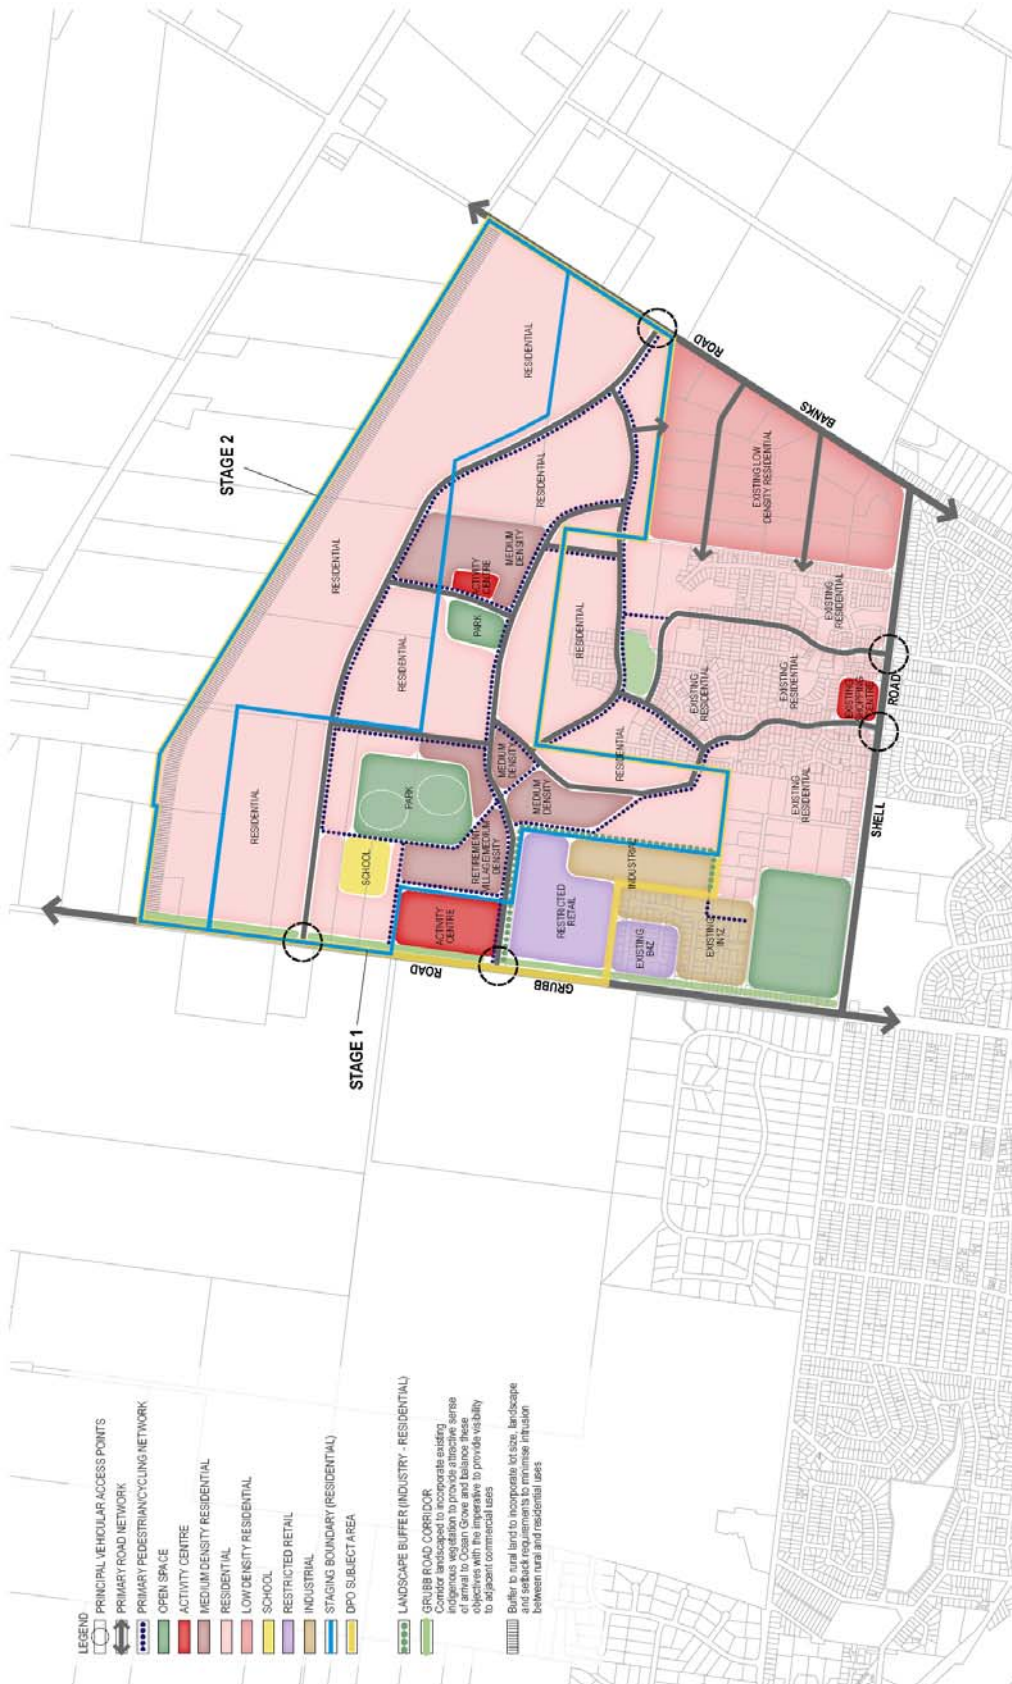 STAGE 2
RESIDENTIAL
ROAD
BANKS
RESIDENTIAL
RESIDENTIAL
EXISTING LOW
DENSITY RESIDENTIAL
MEDIUM
DENSITY
ACTIVITY
CENTRE
PARK
RESIDENTIAL
RESIDENTIAL
EXISTING
RESIDENTIAL
EXISTING
RESIDENTIAL
EXISTING
RESIDENTIAL
EXISTING
SHOPPING
CENTRE
ROAD
SHELL
RESIDENTIAL
PARK
MEDIUM
DENSITY
MEDIUM
DENSITY
RESIDENTIAL
EXISTING
RESIDENTIAL
RETIREMENT
VILLAGE/MEDIUM
DENSITY
SCHOOL
INDUSTRIAL
ACTIVITY
CENTRE
RESTRICTED
RETAIL
EXISTING
B4Z
EXISTING
IN1Z
ROAD
GRUBB
STAGE 1
LEGEND
PRINCIPAL VEHICULAR ACCESS POINTS
PRIMARY ROAD NETWORK
PRIMARY PEDESTRIAN/CYCLING NETWORK
OPEN SPACE
ACTIVITY CENTRE
MEDIUM DENSITY RESIDENTIAL
RESIDENTIAL
LOW DENSITY RESIDENTIAL
SCHOOL
RESTRICTED RETAIL
INDUSTRIAL
STAGING BOUNDARY (RESIDENTIAL)
DPO SUBJECT AREA
LANDSCAPE BUFFER (INDUSTRY - RESIDENTIAL)
GRUBB ROAD CORRIDOR
Corridor landscaped to incorporate existing
indigenous vegetation to provide attractive sense
of arrival to Ocean Grove and balance these
objectives with the imperative to provide visibility
to adjacent commercial uses
Buffer to rural land to incorporate lot size, landscape
and setback requirements to minimise intrusion
between rural and residential uses